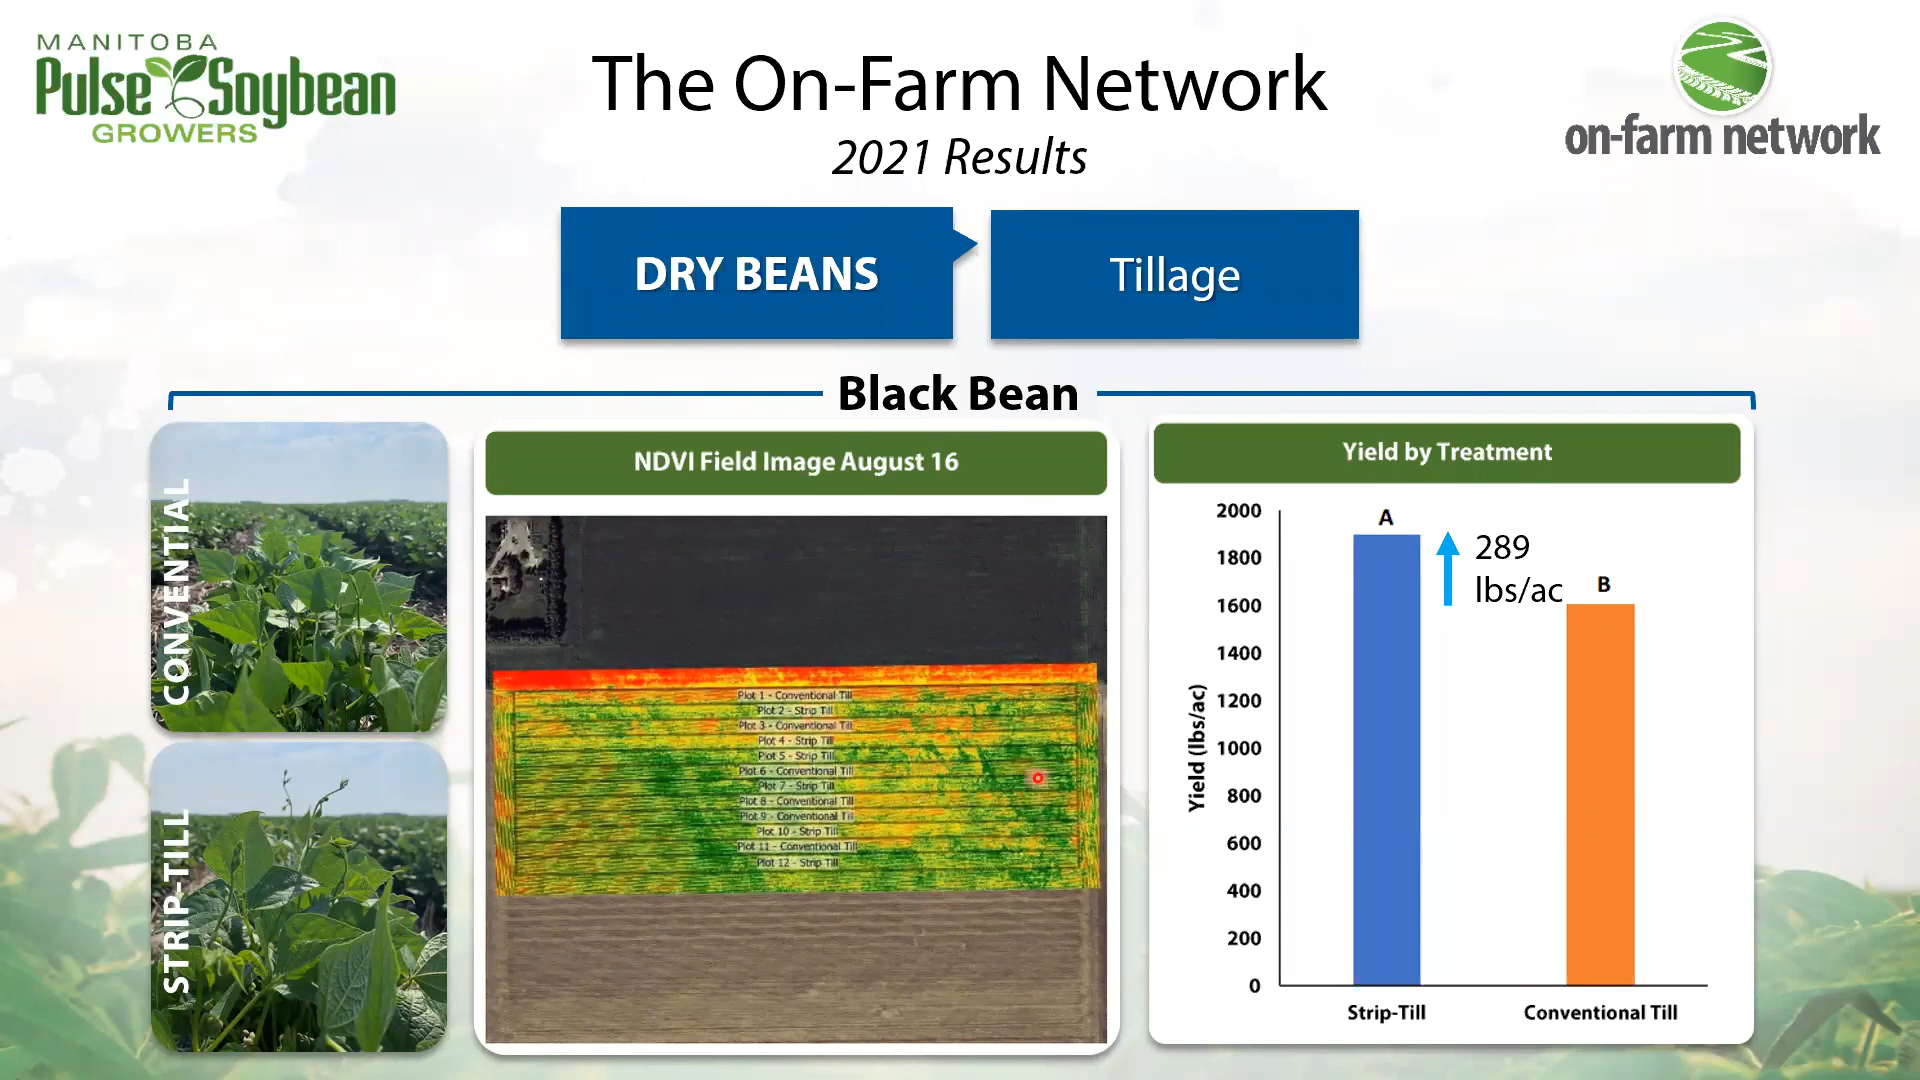 MANITOBA
Pulse Soybean
GROWERS
The On-Farm Network
2021 Results
on-farm network
DRY BEANS
Tillage
Black Bean
CONVENTIAL
STRIP-TILL
NDVI Field Image August 16
Plot 1 - Conventional Till
Plot 2 - Strip Till
Plot 3 - Conventional Till
Plot 4 - Strip Till
Plot 5 - Strip Till
Plot 6 - Conventional Till
Plot 7 - Strip Till
Plot 8 - Conventional Till
Plot 9 - Conventional Till
Plot 10 - Strip Till
Plot 11 - Conventional Till
Plot 12 - Strip Till
Yield by Treatment
Yield (lbs/ac)
2000
1800
1600
1400
1200
1000
800
600
400
200
0
A
289
lbs/ac
B
Strip-Till
Conventional Till